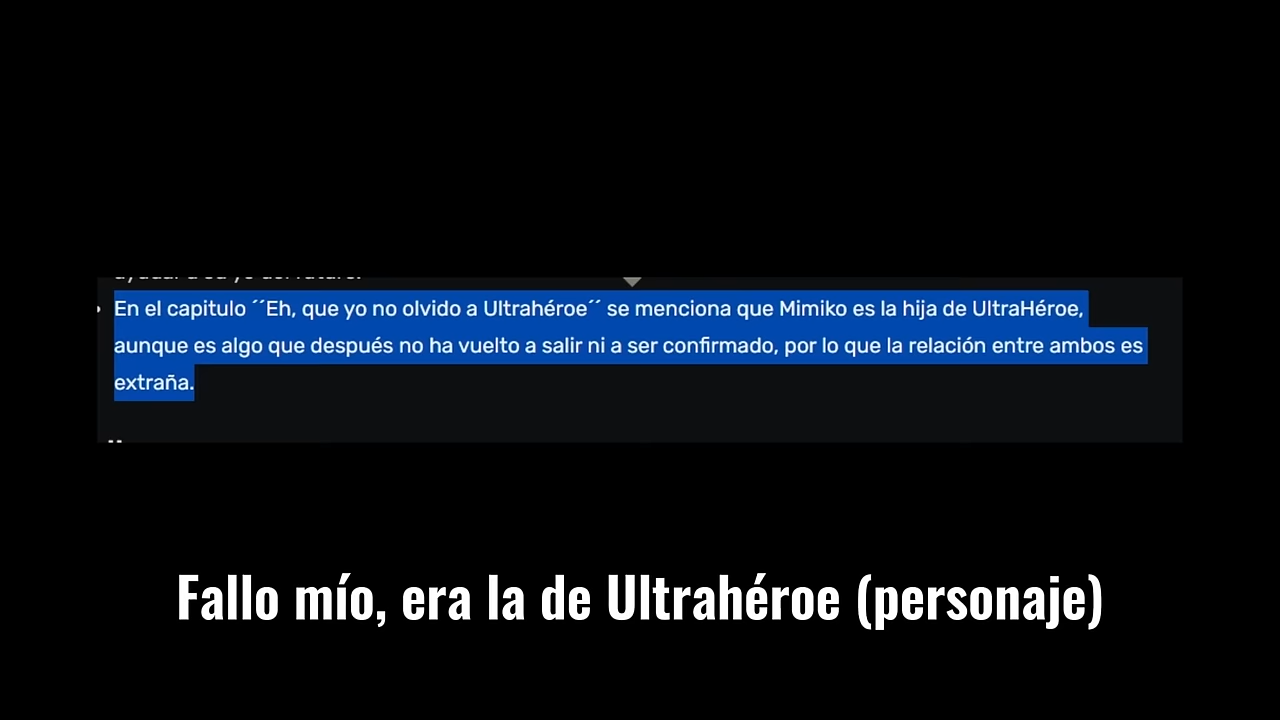 En el capitulo ´´Eh, que yo no olvido a Ultrahéroe´´ se menciona que Mimiko es la hija de UltraHéroe,
aunque es algo que después no ha vuelto a salir ni a ser confirmado, por lo que la relación entre ambos es
extraña.
Fallo mío, era la de Ultrahéroe (personaje)